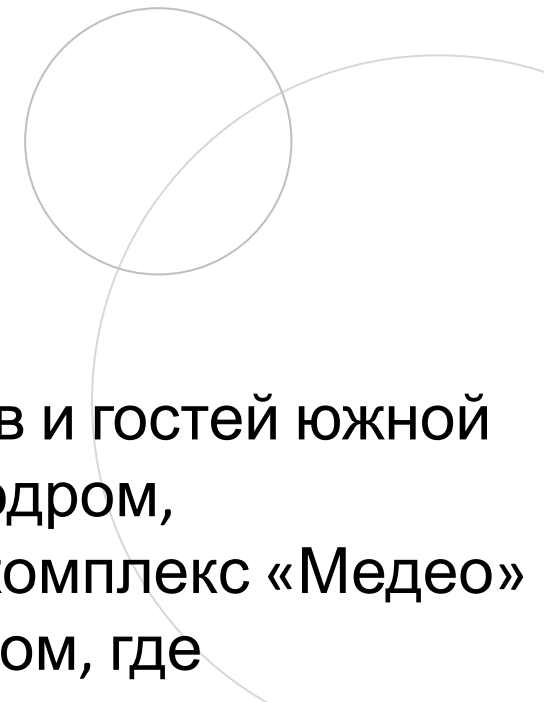 в и гостей южной
одром,
комплекс «Медео»
ом, где